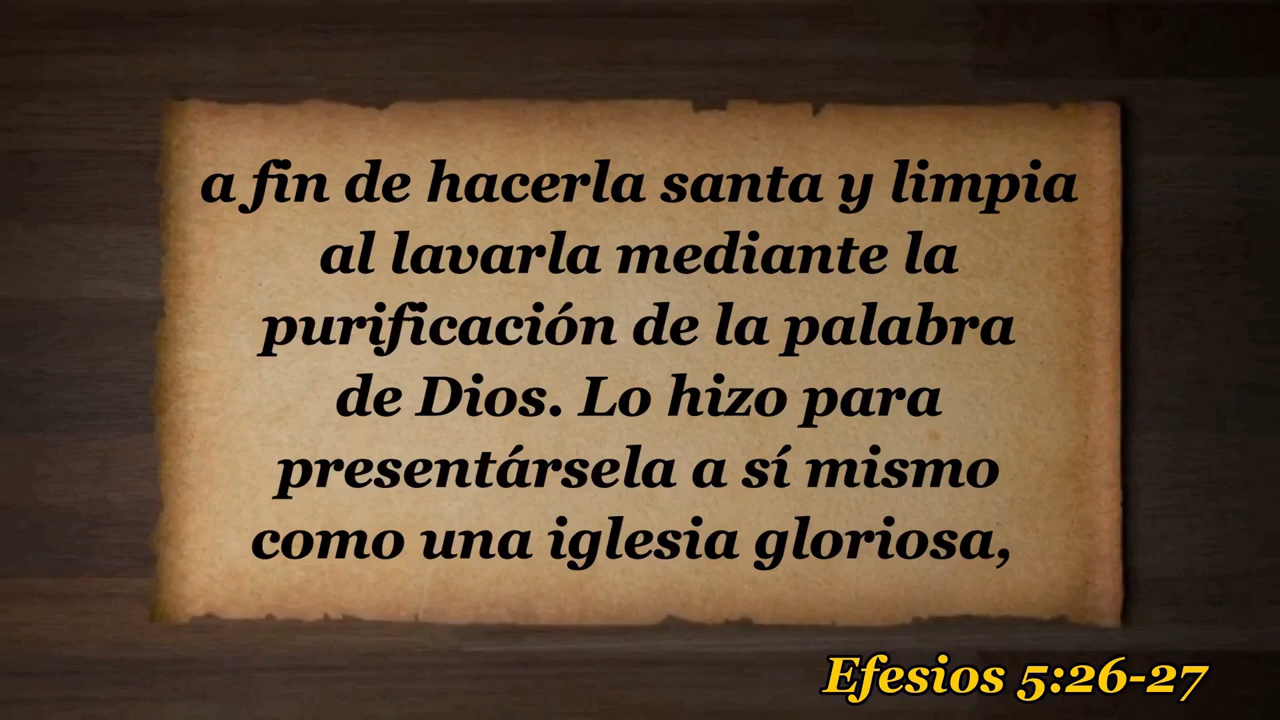 a fin de hacerla santa y limpia
al lavarla mediante la
purificación de la palabra
de Dios. Lo hizo para
presentársela a sí mismo
como una iglesia gloriosa,
Efesios 5:26-27